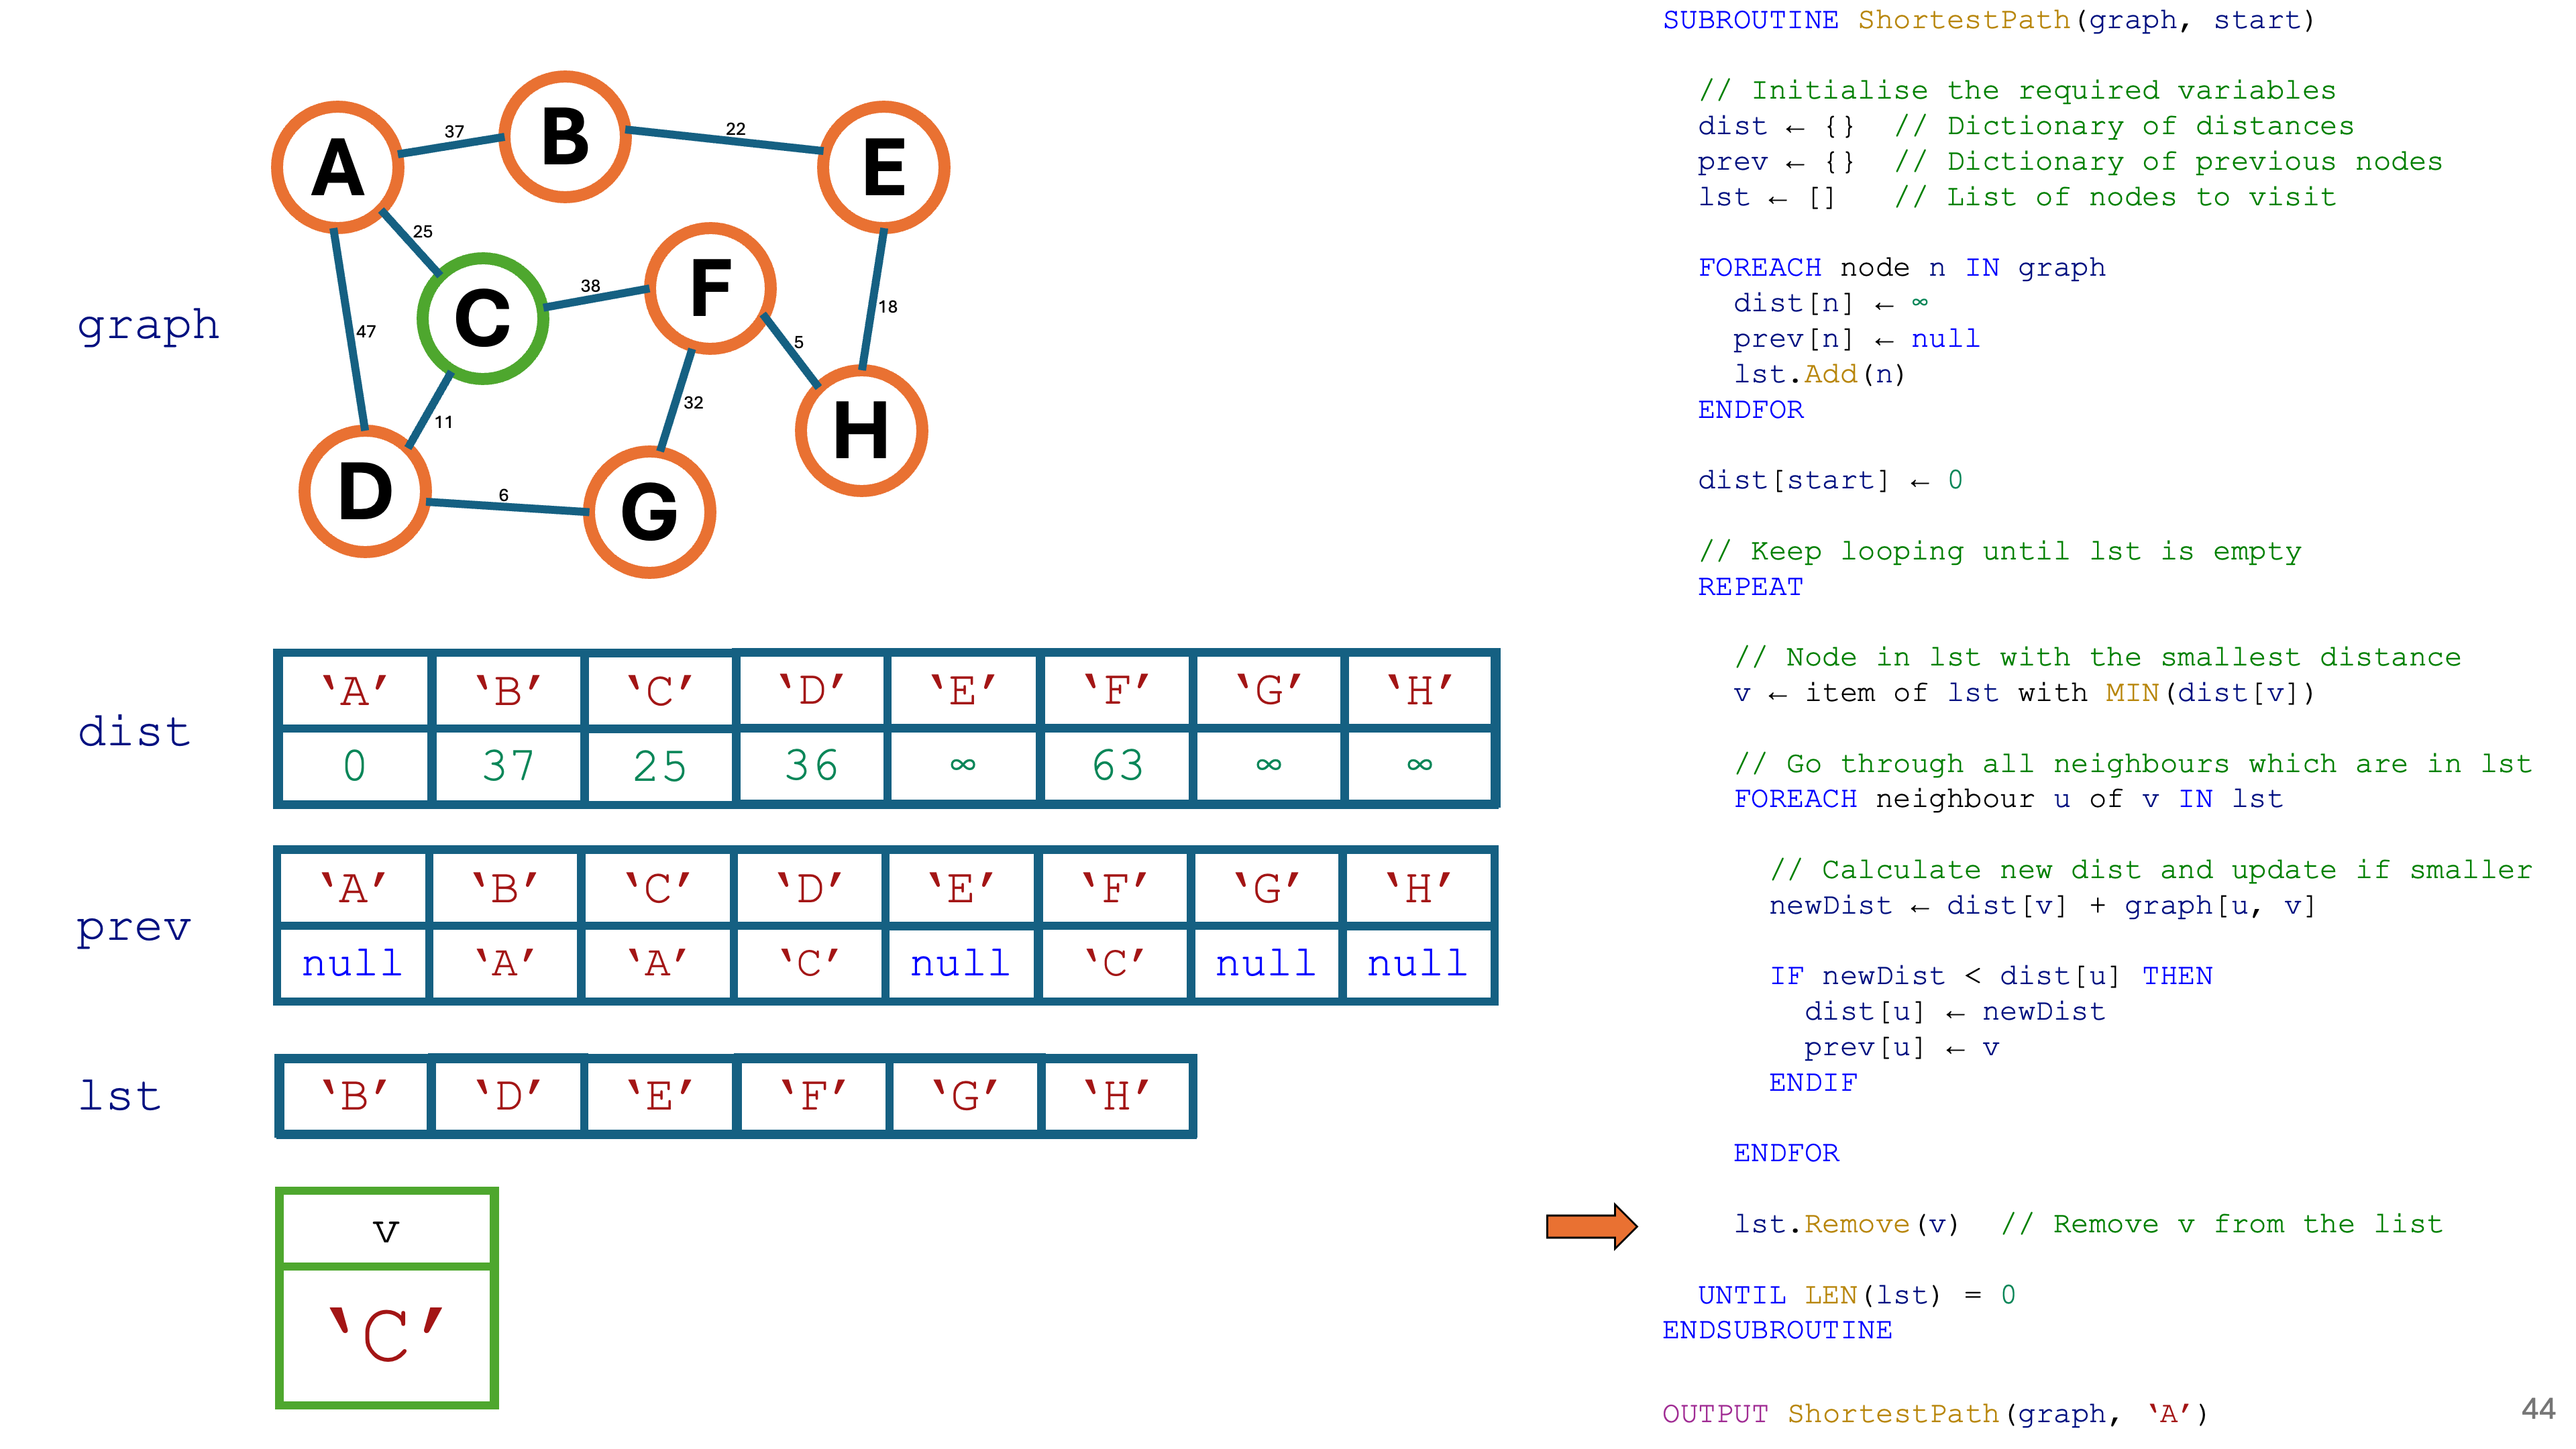 graph
A
B
E
C
F
D
G
H
37
22
25
38
18
47
5
32
11
6
dist
‘A’ ‘B’ ‘C’ ‘D’ ‘E’ ‘F’ ‘G’ ‘H’
0 37 25 36 ∞ 63 ∞ ∞
prev
‘A’ ‘B’ ‘C’ ‘D’ ‘E’ ‘F’ ‘G’ ‘H’
null ‘A’ ‘A’ ‘C’ null ‘C’ null null
lst
‘B’ ‘D’ ‘E’ ‘F’ ‘G’ ‘H’
v
‘C’
SUBROUTINE ShortestPath(graph, start)
// Initialise the required variables
dist ← {} // Dictionary of distances
prev ← {} // Dictionary of previous nodes
lst ← [] // List of nodes to visit
FOREACH node n IN graph
dist[n] ← ∞
prev[n] ← null
lst.Add(n)
ENDFOR
dist[start] ← 0
// Keep looping until lst is empty
REPEAT
// Node in lst with the smallest distance
v ← item of lst with MIN(dist[v])
// Go through all neighbours which are in lst
FOREACH neighbour u of v IN lst
// Calculate new dist and update if smaller
newDist ← dist[v] + graph[u, v]
IF newDist < dist[u] THEN
dist[u] ← newDist
prev[u] ← v
ENDIF
ENDFOR
lst.Remove(v) // Remove v from the list
UNTIL LEN(lst) = 0
ENDSUBROUTINE
OUTPUT ShortestPath(graph, ‘A’)
44